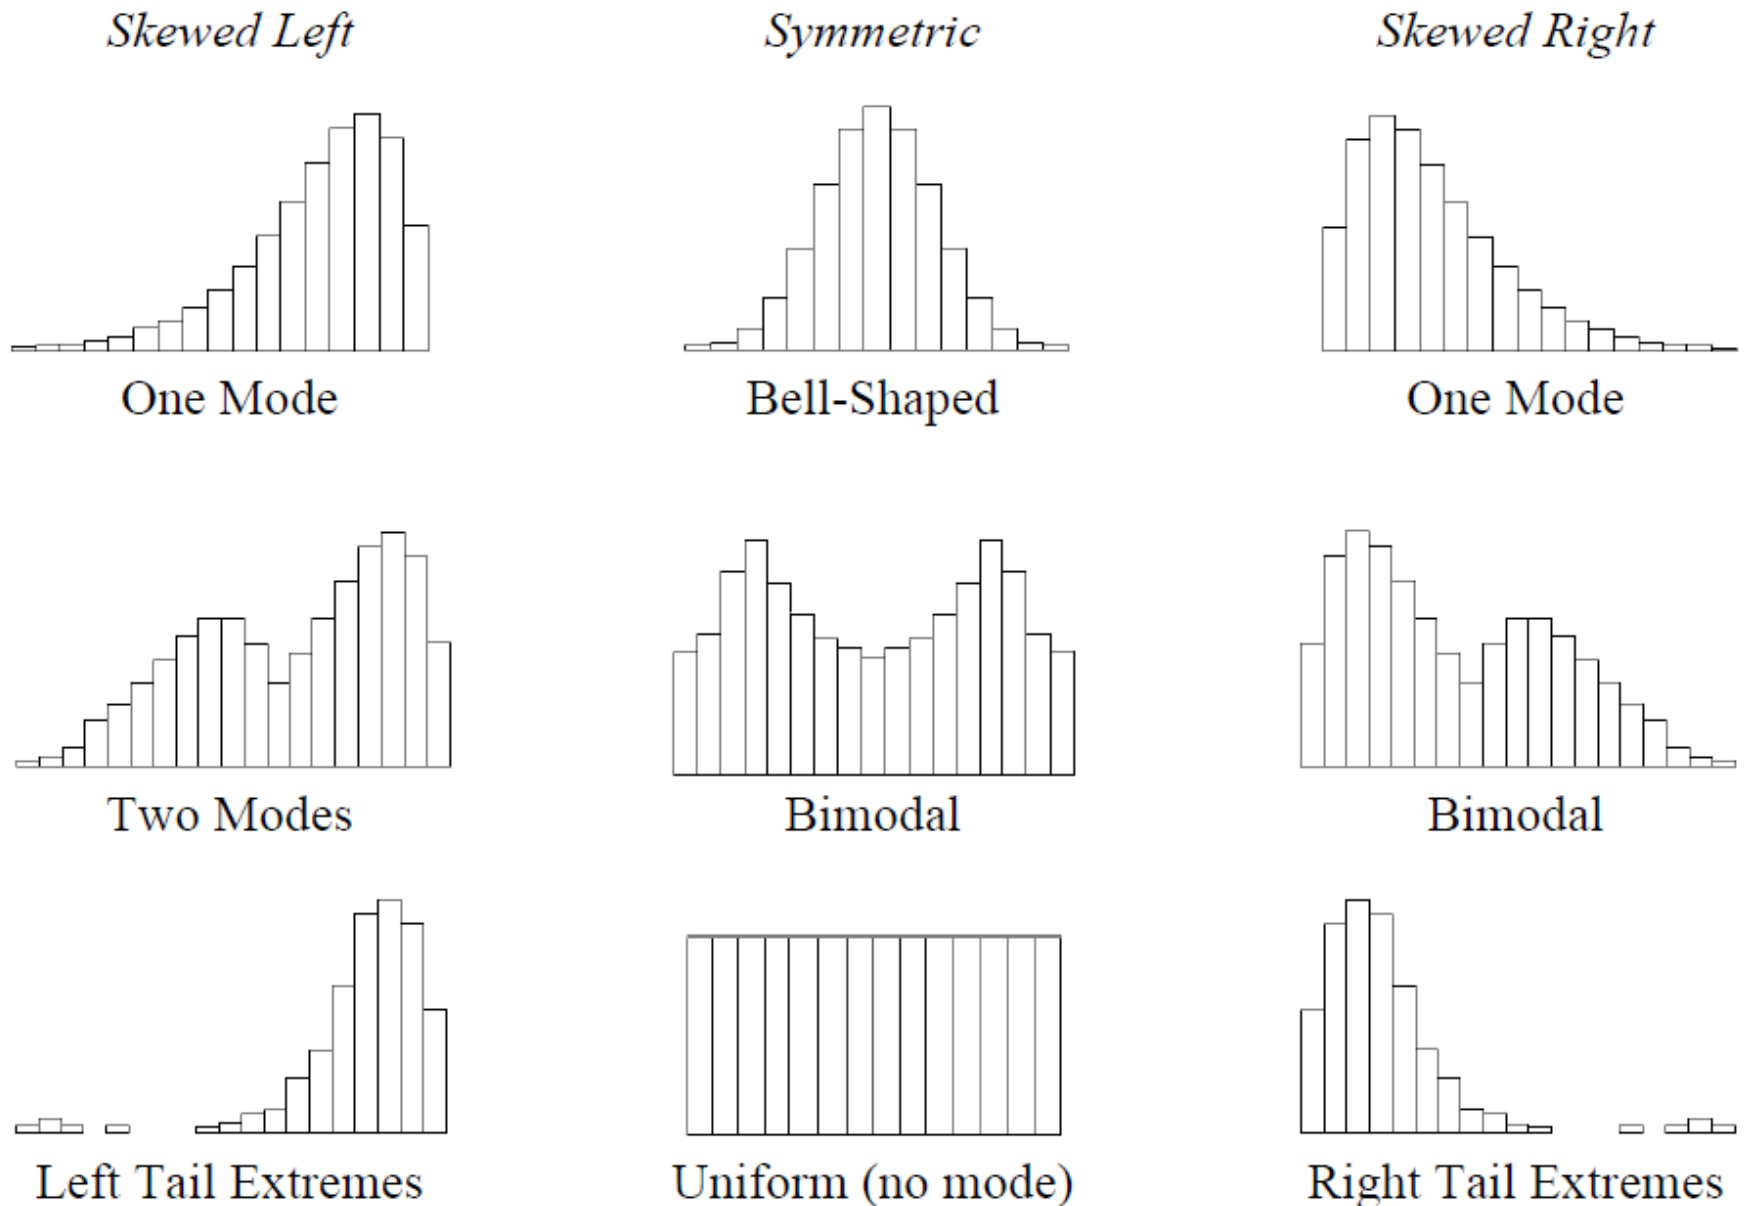 Skewed Left
Symmetric
Skewed Right
One Mode
Bell-Shaped
One Mode
Two Modes
Bimodal
Bimodal
Left Tail Extremes
Uniform (no mode)
Right Tail Extremes